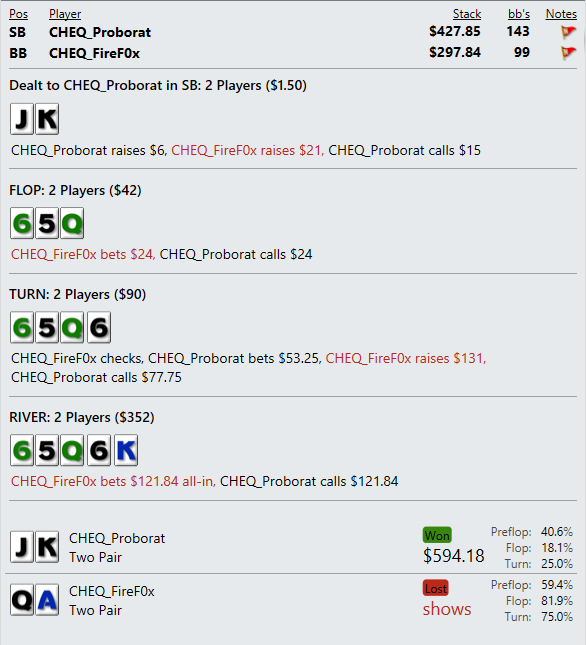 Pos Player Stack bb's Notes
SB CHEQ_Proborat $427.85 143
BB CHEQ_FireF0x $297.84 99
Dealt to CHEQ_Proborat in SB: 2 Players ($1.50)
J K
CHEQ_Proborat raises $6, CHEQ_FireF0x raises $21, CHEQ_Proborat calls $15
FLOP: 2 Players ($42)
6 5 Q
CHEQ_FireF0x bets $24, CHEQ_Proborat calls $24
TURN: 2 Players ($90)
6 5 Q 6
CHEQ_FireF0x checks, CHEQ_Proborat bets $53.25, CHEQ_FireF0x raises $131,
CHEQ_Proborat calls $77.75
RIVER: 2 Players ($352)
6 5 Q 6 K
CHEQ_FireF0x bets $121.84 all-in, CHEQ_Proborat calls $121.84
J K CHEQ_Proborat Won Preflop: 40.6%
Two Pair $594.18 Flop: 18.1%
Turn: 25.0%
Q A CHEQ_FireF0x Lost Preflop: 59.4%
Two Pair shows Flop: 81.9%
Turn: 75.0%